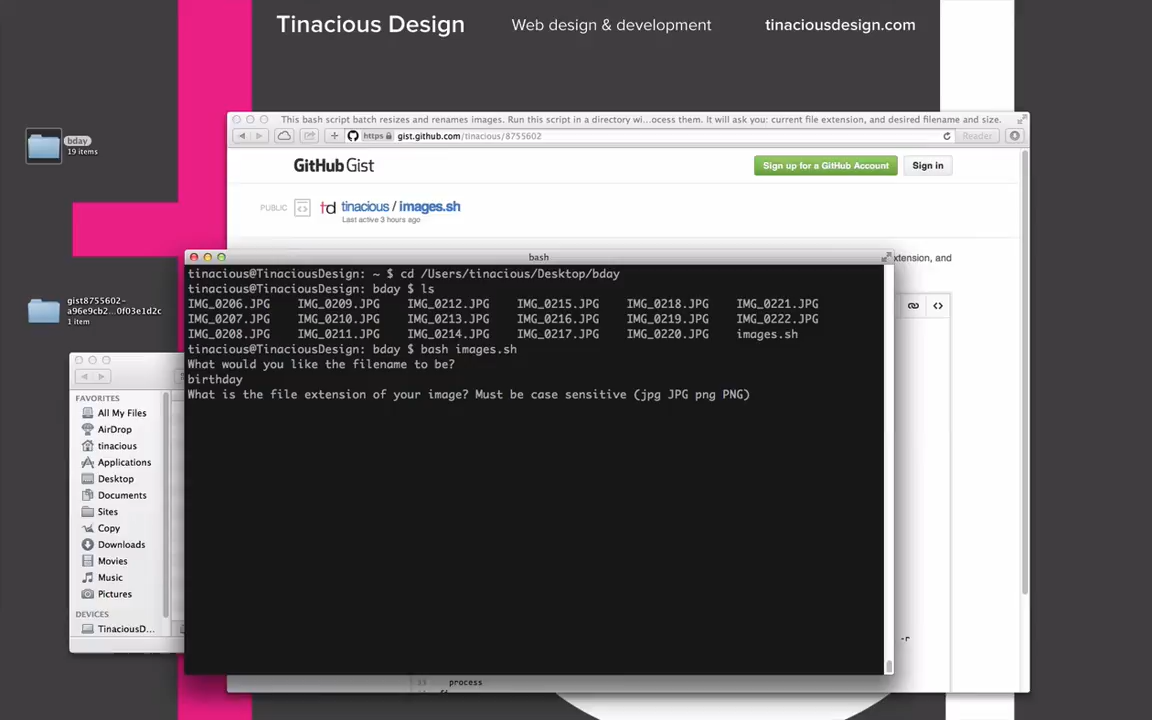 Tinacious Design
Web design & development
tinaciousdesign.com
bday
19 items
gist8755602-
a96e9cb2...0f03e1d2c
1 item
This bash script batch resizes and renames images. Run this script in a directory wi...ocess them. It will ask you: current file extension, and desired filename and size.
https gist.github.com/tinacious/8755602
Reader
GitHub Gist
Sign up for a GitHub Account
Sign in
PUBLIC
td tinacious / images.sh
Last active 3 hours ago
xtension, and
bash
tinacious@TinaciousDesign: ~ $ cd /Users/tinacious/Desktop/bday
tinacious@TinaciousDesign: bday $ ls
IMG_0206.JPG IMG_0209.JPG IMG_0212.JPG IMG_0215.JPG IMG_0218.JPG IMG_0221.JPG
IMG_0207.JPG IMG_0210.JPG IMG_0213.JPG IMG_0216.JPG IMG_0219.JPG IMG_0222.JPG
IMG_0208.JPG IMG_0211.JPG IMG_0214.JPG IMG_0217.JPG IMG_0220.JPG images.sh
tinacious@TinaciousDesign: bday $ bash images.sh
What would you like the filename to be?
birthday
What is the file extension of your image? Must be case sensitive (jpg JPG png PNG)
FAVORITES
All My Files
AirDrop
tinacious
Applications
Desktop
Documents
Sites
Copy
Downloads
Movies
Music
Pictures
DEVICES
TinaciousD...
-r
process